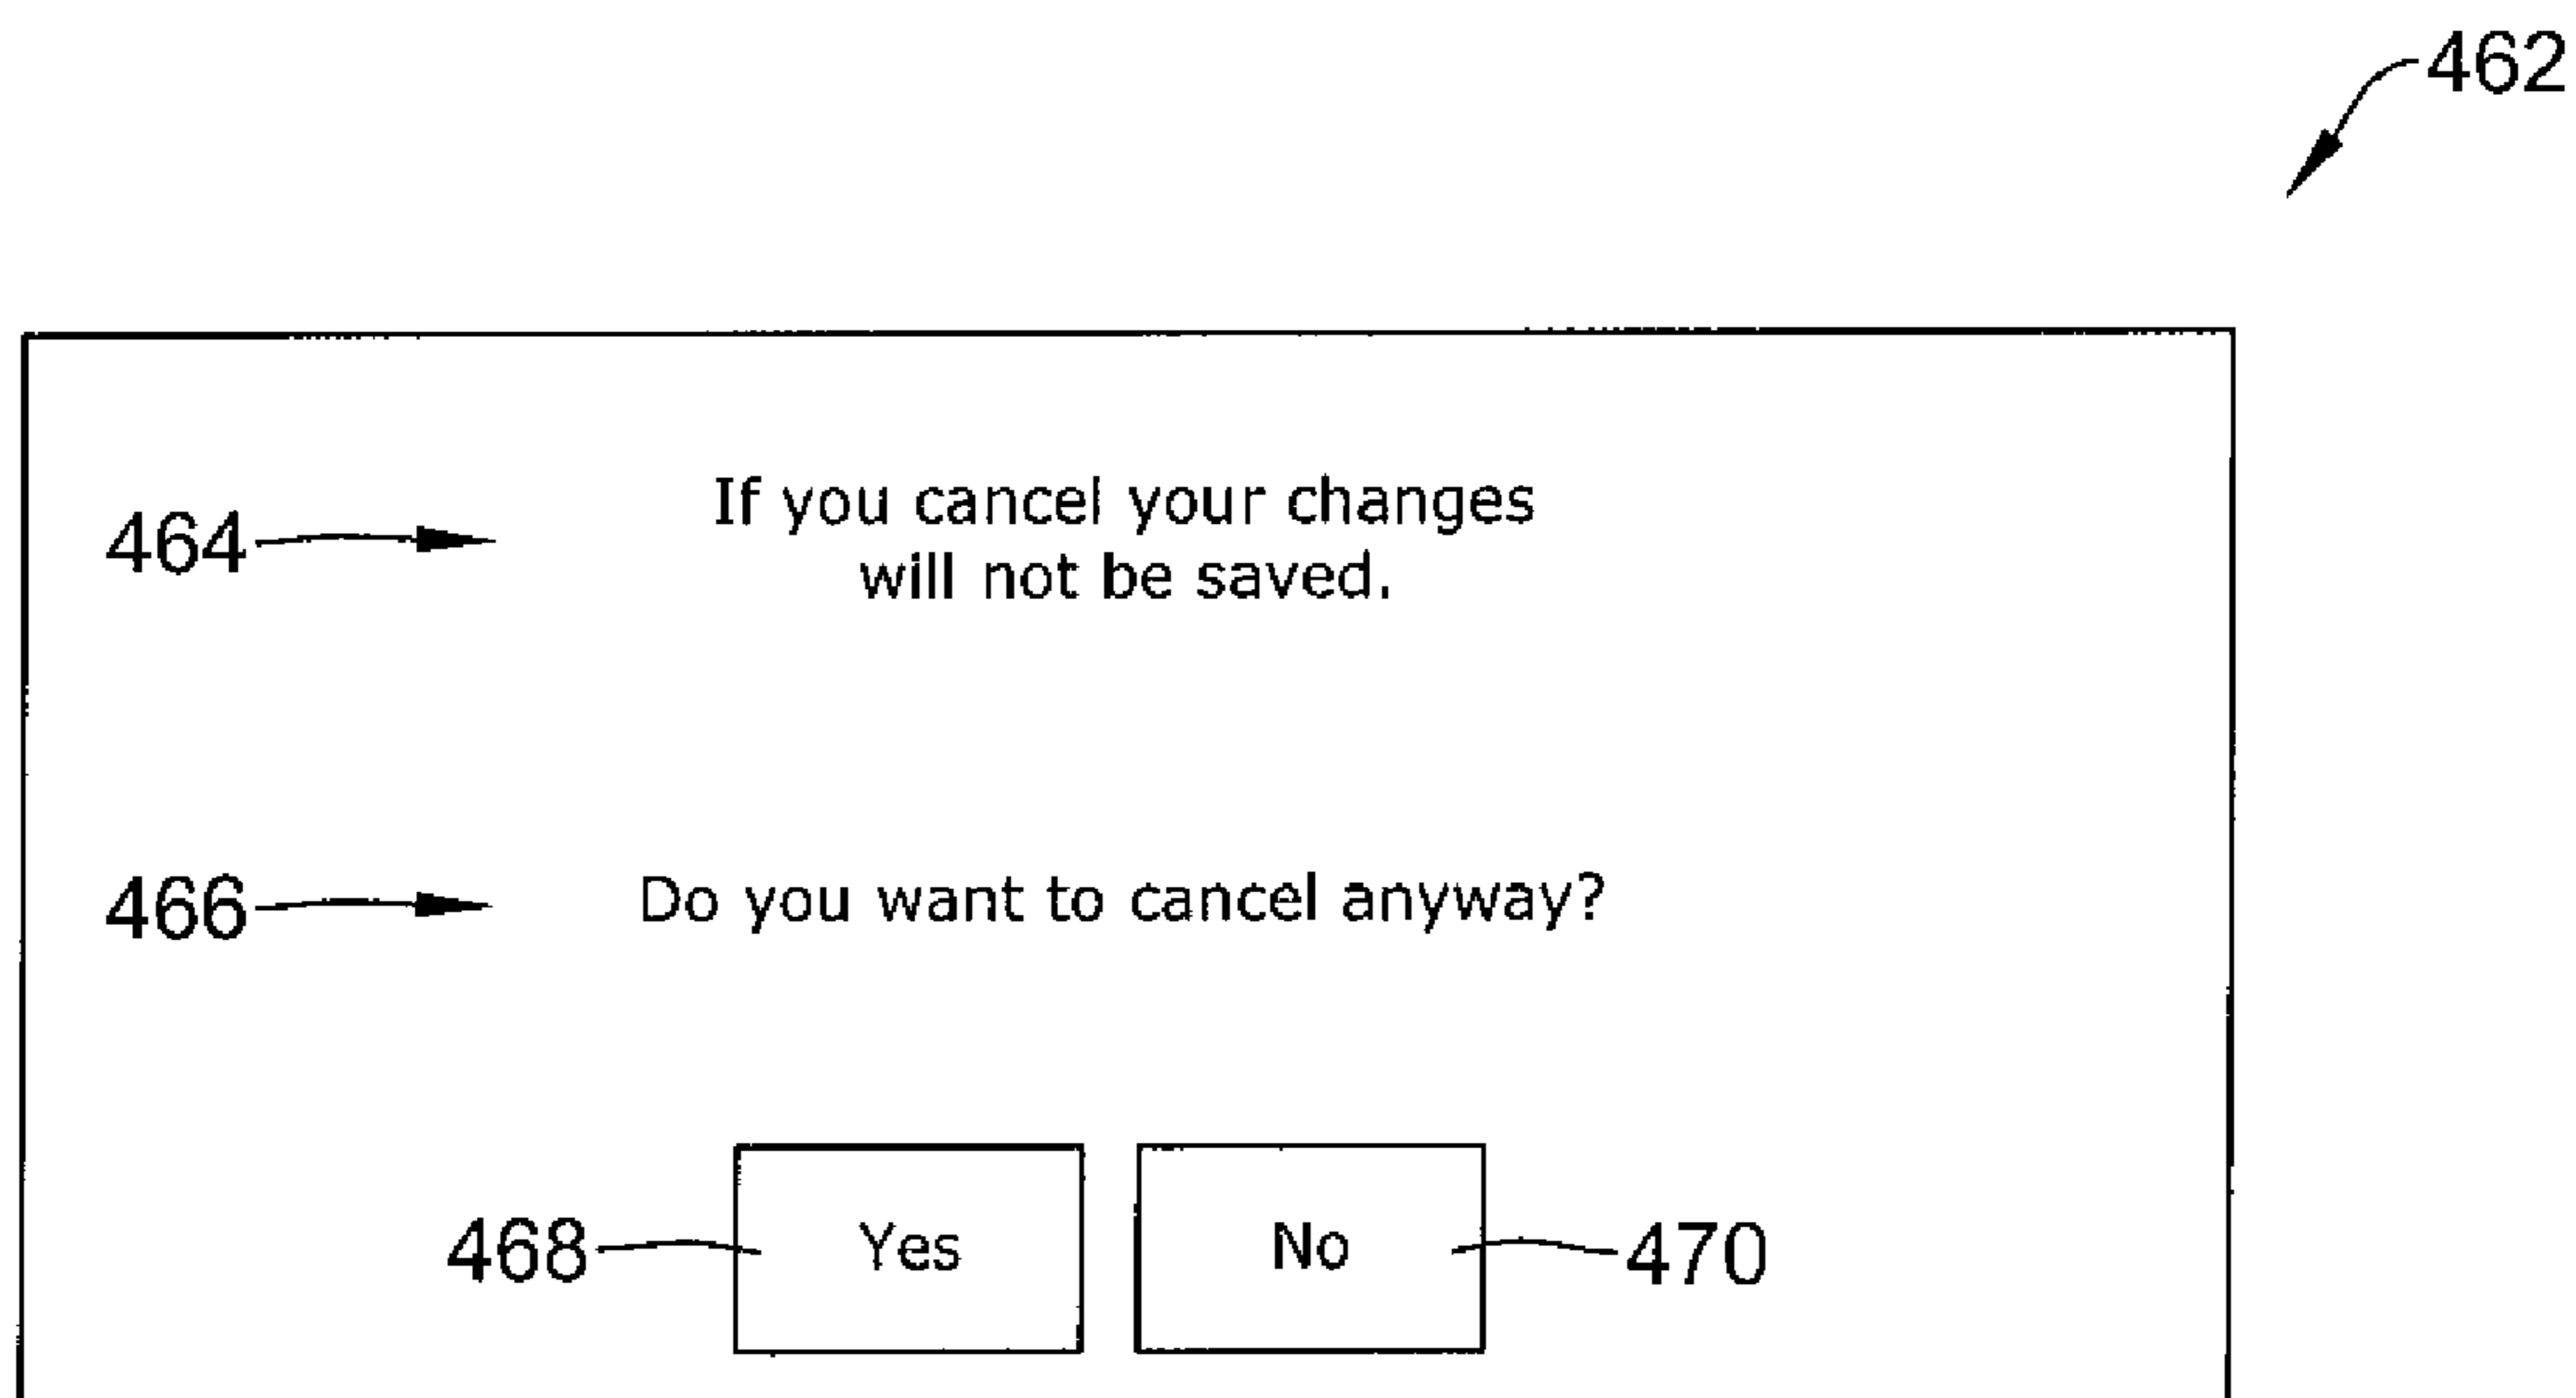 462
464
If you cancel your changes
will not be saved.
466
Do you want to cancel anyway?
468
Yes
No
470